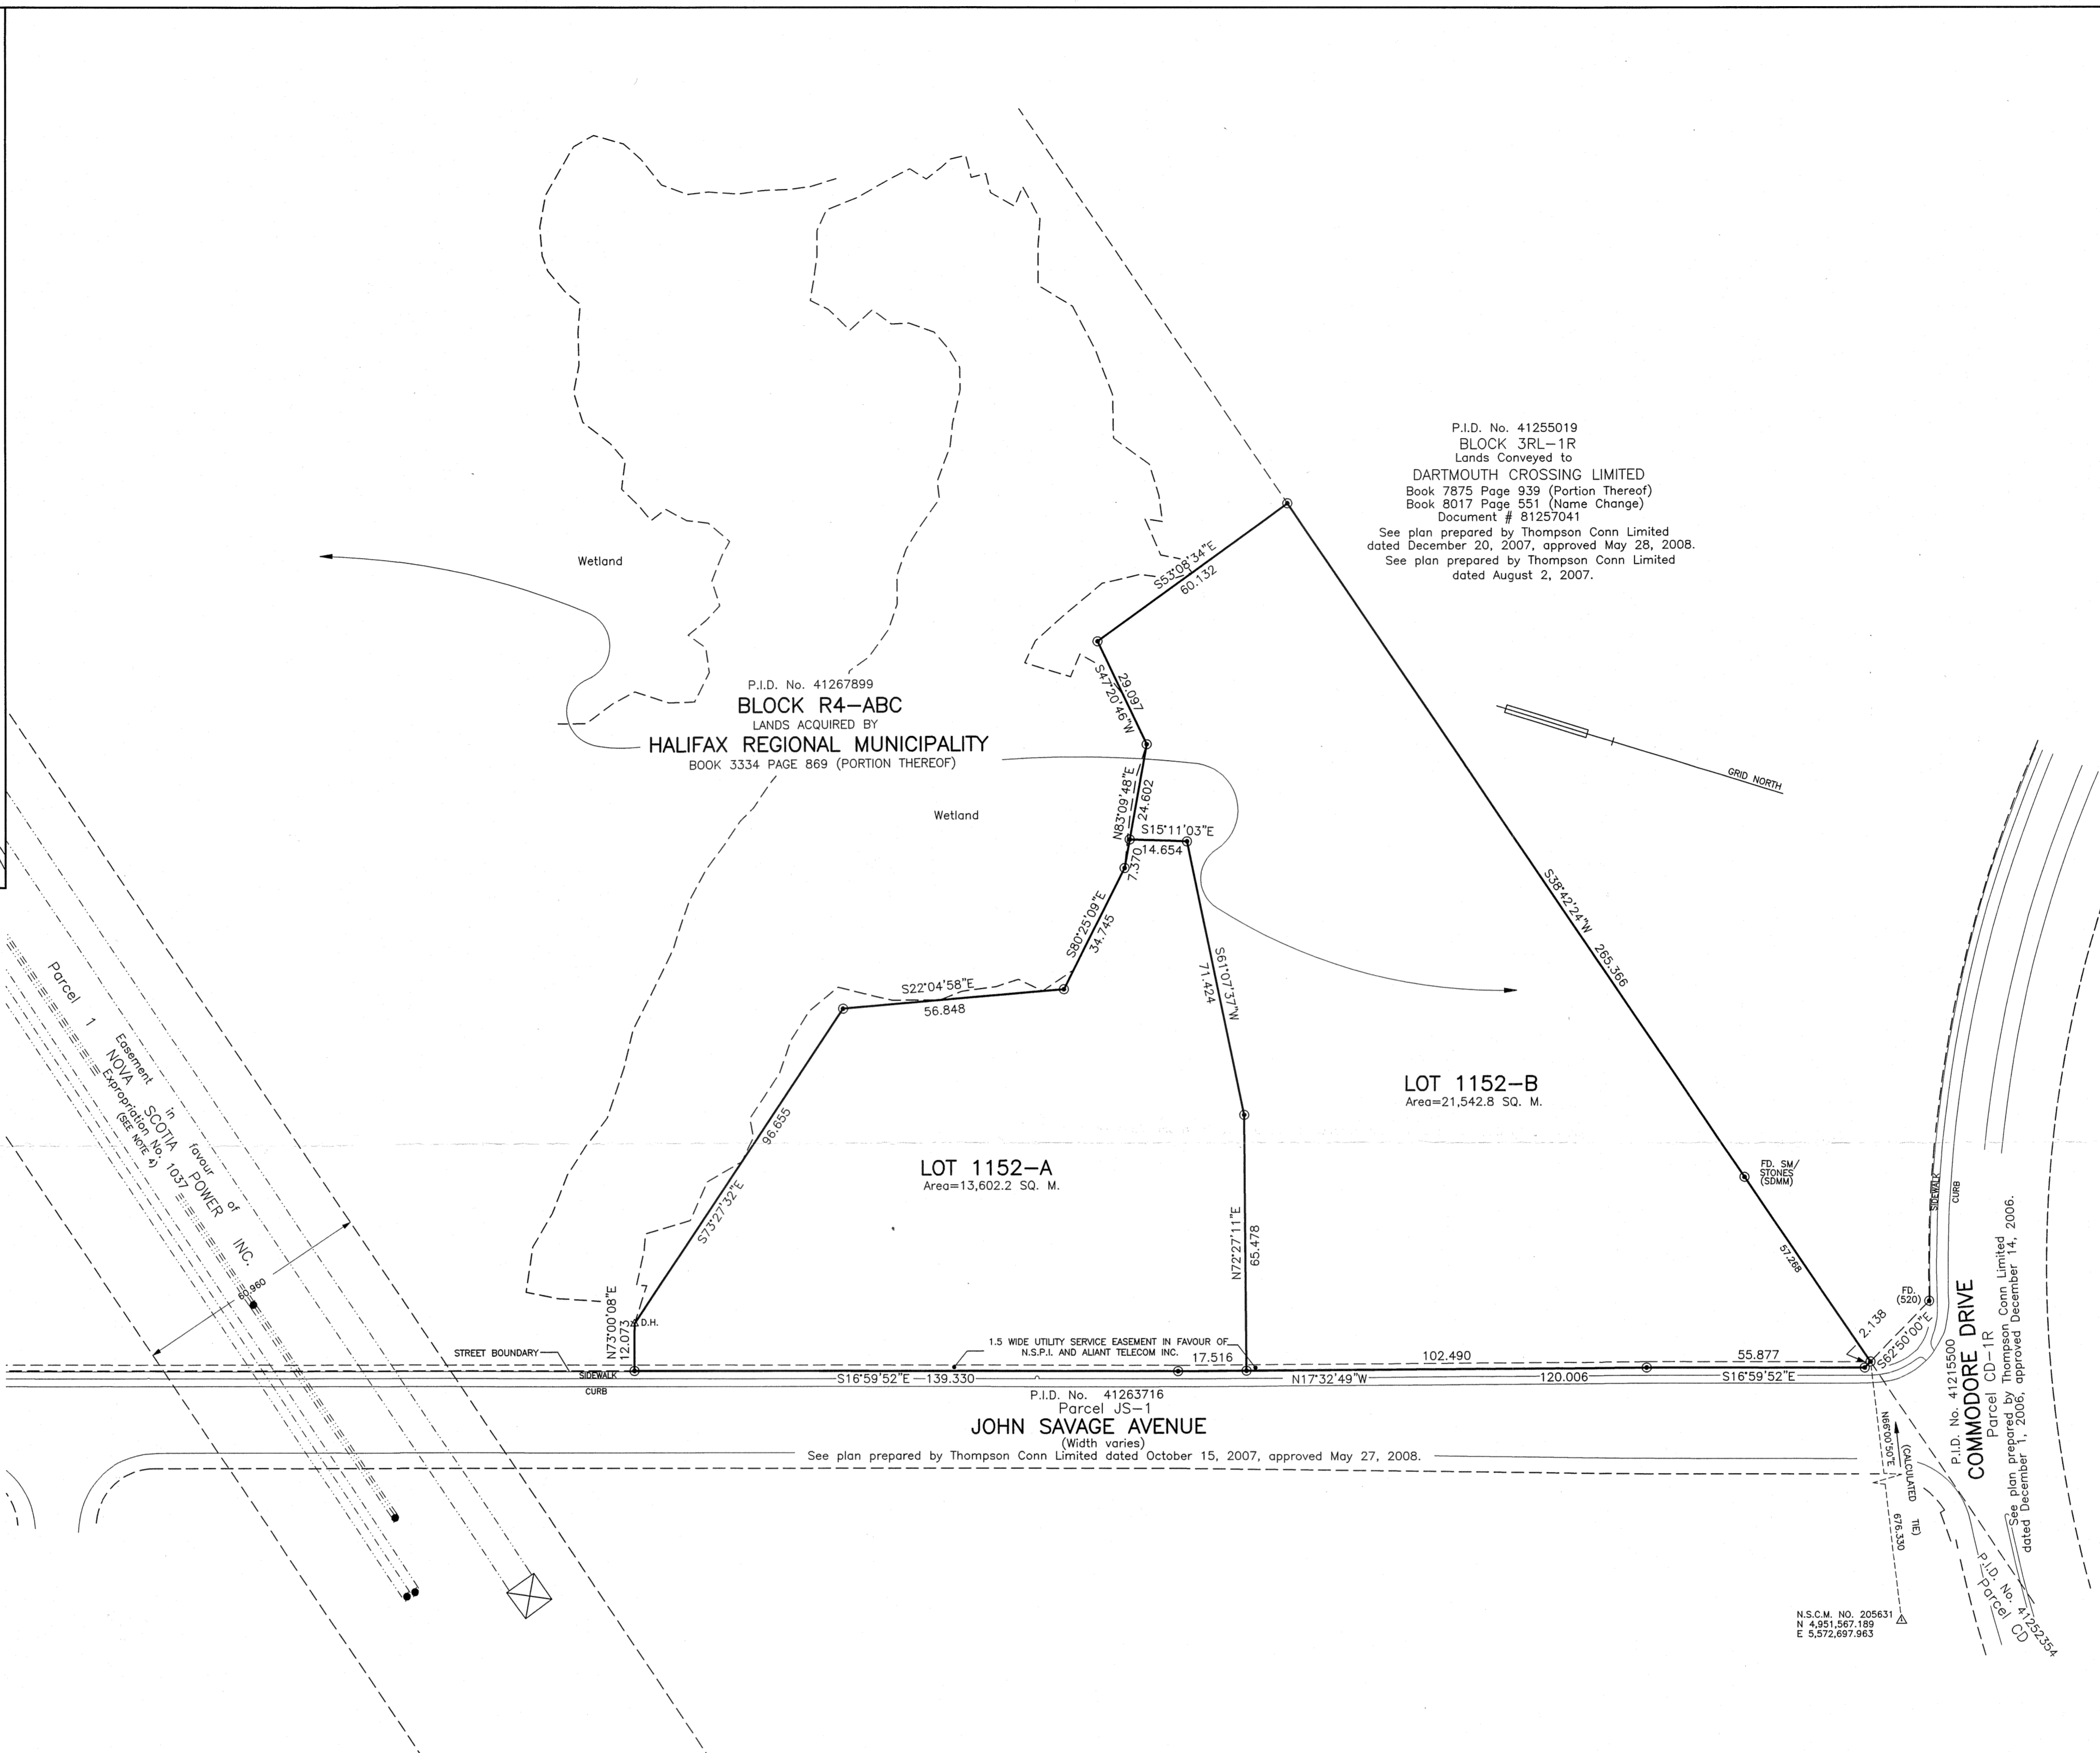 P.I.D. No. 41255019
BLOCK 3RL-1R
Lands Conveyed to
DARTMOUTH CROSSING LIMITED
Book 7875 Page 939 (Portion Thereof)
Book 8017 Page 551 (Name Change)
Document # 81257041
See plan prepared by Thompson Conn Limited
dated December 20, 2007, approved May 28, 2008.
See plan prepared by Thompson Conn Limited
dated August 2, 2007.
Wetland
S53°08'34"E
60.132
P.I.D. No. 41267899
BLOCK R4-ABC
LANDS ACQUIRED BY
HALIFAX REGIONAL MUNICIPALITY
BOOK 3334 PAGE 869 (PORTION THEREOF)
29.097
S47°20'46"W
GRID NORTH
N83°09'48"E
24.602
Wetland
S15°11'03"E
14.654
7.370
S80°25'09"E
34.745
S38°42'24"W 265.366
S61°07'37"W
71.424
S22°04'58"E
56.848
Parcel 1
Easement in favour of
NOVA SCOTIA POWER INC.
Expropriation No. 1037
(SEE NOTE 4)
60.960
LOT 1152-B
Area=21,542.8 SQ. M.
LOT 1152-A
Area=13,602.2 SQ. M.
96.655
S73°27'32"E
N72°27'11"E
65.478
FD. SM/
STONES
(SDMM)
57.268
SIDEWALK
CURB
FD.
(520)
2.138
S62°50'00"E
N73°00'08"E
12.073
D.H.
STREET BOUNDARY
1.5 WIDE UTILITY SERVICE EASEMENT IN FAVOUR OF
N.S.P.I. AND ALIANT TELECOM INC.
17.516
102.490
55.877
SIDEWALK
CURB
S16°59'52"E 139.330
N17°32'49"W
120.006
S16°59'52"E
P.I.D. No. 41263716
Parcel JS-1
JOHN SAVAGE AVENUE
(Width varies)
See plan prepared by Thompson Conn Limited dated October 15, 2007, approved May 27, 2008.
P.I.D. No. 41215500
COMMODORE DRIVE
Parcel CD-1R
See plan prepared by Thompson Conn Limited
dated December 1, 2006, approved December 14, 2006.
N66°00'50"E
(CALCULATED TIE)
676.330
P.I.D. No. 41252354
Parcel CD
N.S.C.M. NO. 205631
N 4,951,567.189
E 5,572,697.963